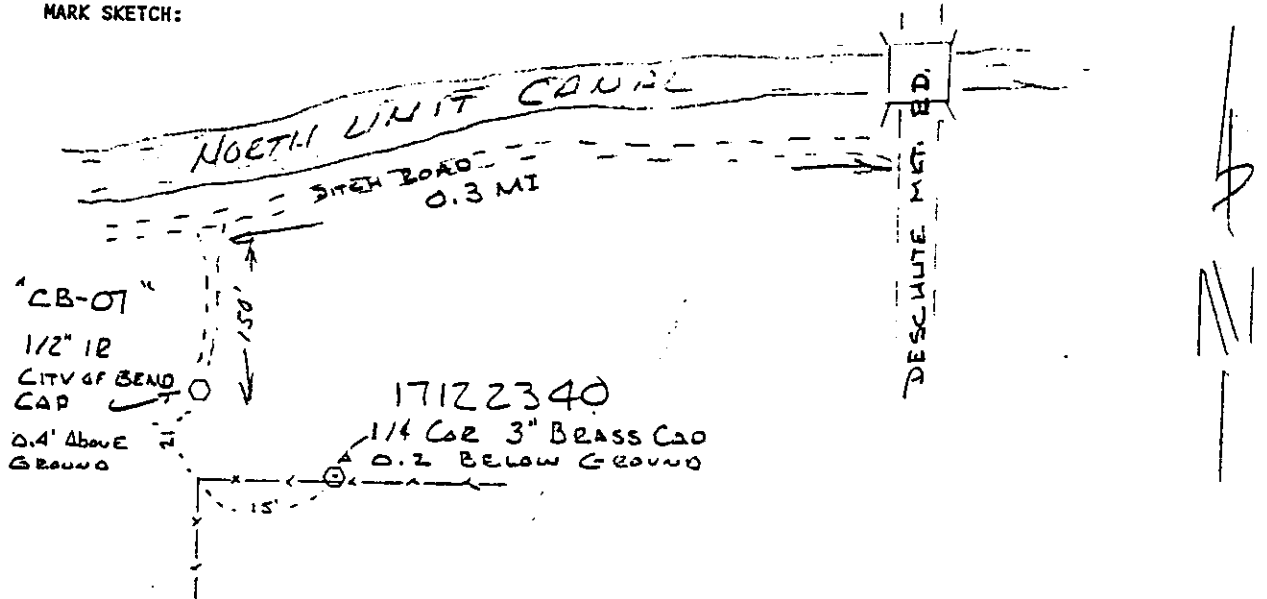 MARK SKETCH:
NORTH UNIT CANAL
DITCH ROAD
0.3 MI
DESCHUTE MKT. RD.
150'
"CB-07"
1/2" IR
CITY OF BEND
CAP
0.4' Above
GROUND
21'
17122340
1/4 COR 3" BRASS CAP
0.2 BELOW GROUND
15'
N